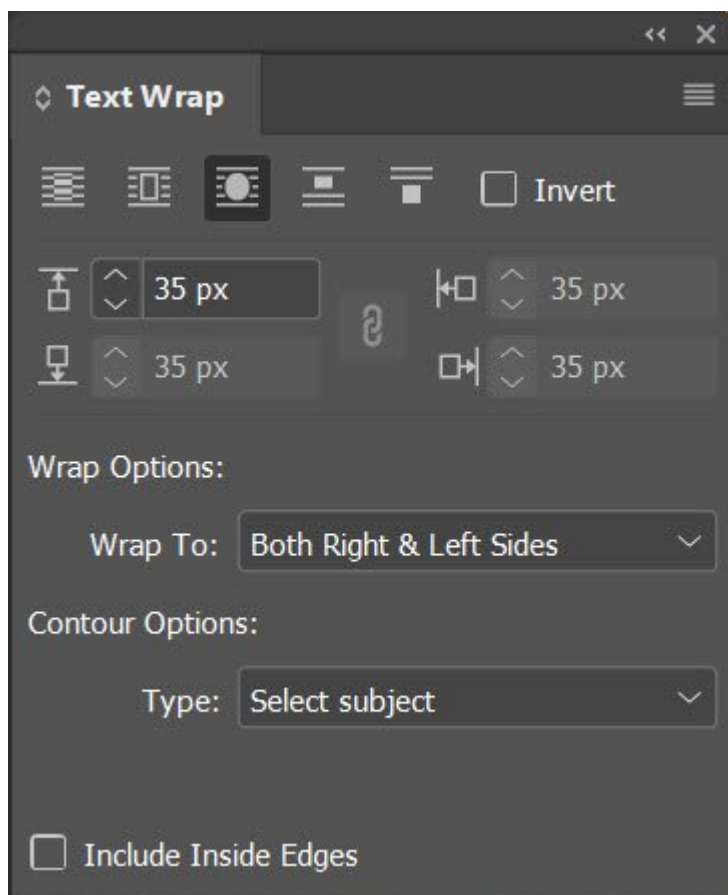 Text Wrap
Invert
35 px 35 px
35 px 35 px
Wrap Options:
Wrap To: Both Right & Left Sides
Contour Options:
Type: Select subject
Include Inside Edges